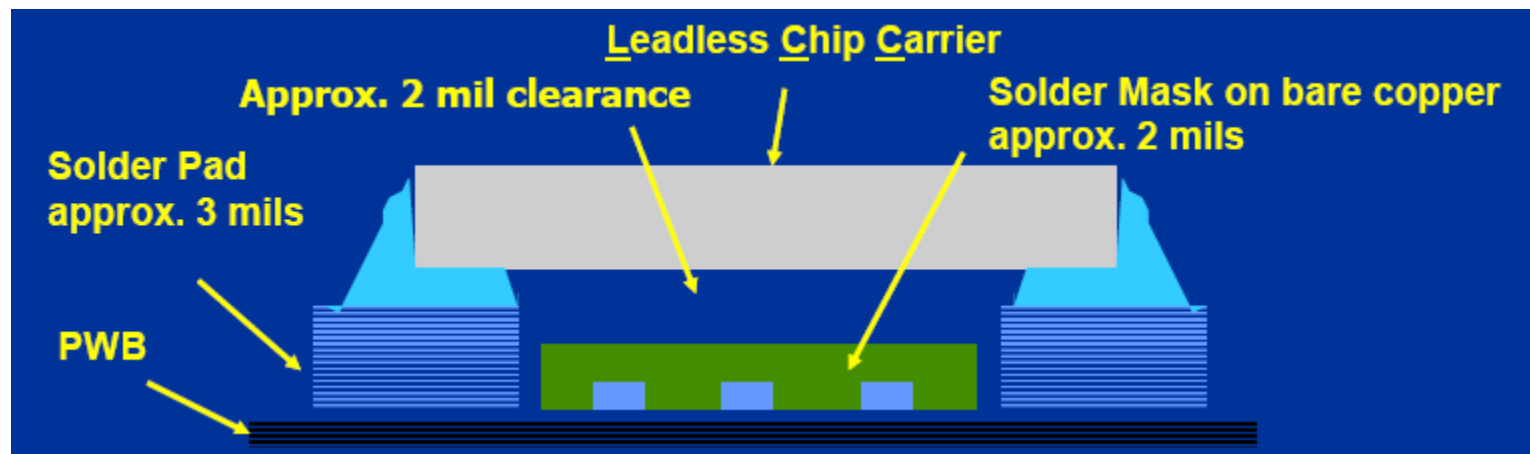 Leadless Chip Carrier
Approx. 2 mil clearance
Solder Mask on bare copper
approx. 2 mils
Solder Pad
approx. 3 mils
PWB